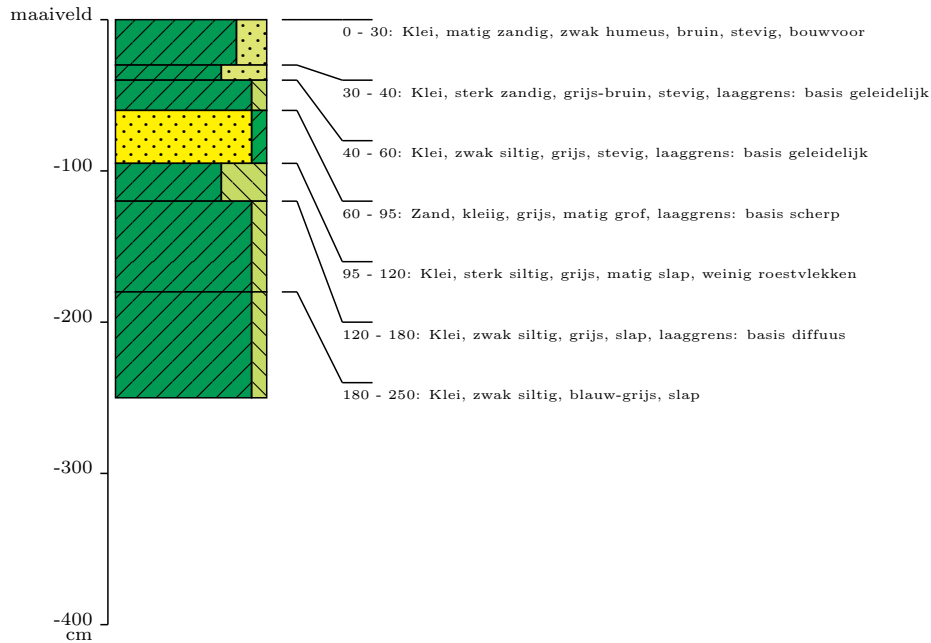 maaiveld
0 - 30: Klei, matig zandig, zwak humeus, bruin, stevig, bouwvoor
30 - 40: Klei, sterk zandig, grijs-bruin, stevig, laaggrens: basis geleidelijk
40 - 60: Klei, zwak siltig, grijs, stevig, laaggrens: basis geleidelijk
-100
60 - 95: Zand, kleiig, grijs, matig grof, laaggrens: basis scherp
95 - 120: Klei, sterk siltig, grijs, matig slap, weinig roestvlekken
-200
120 - 180: Klei, zwak siltig, grijs, slap, laaggrens: basis diffuus
180 - 250: Klei, zwak siltig, blauw-grijs, slap
-300
-400
cm